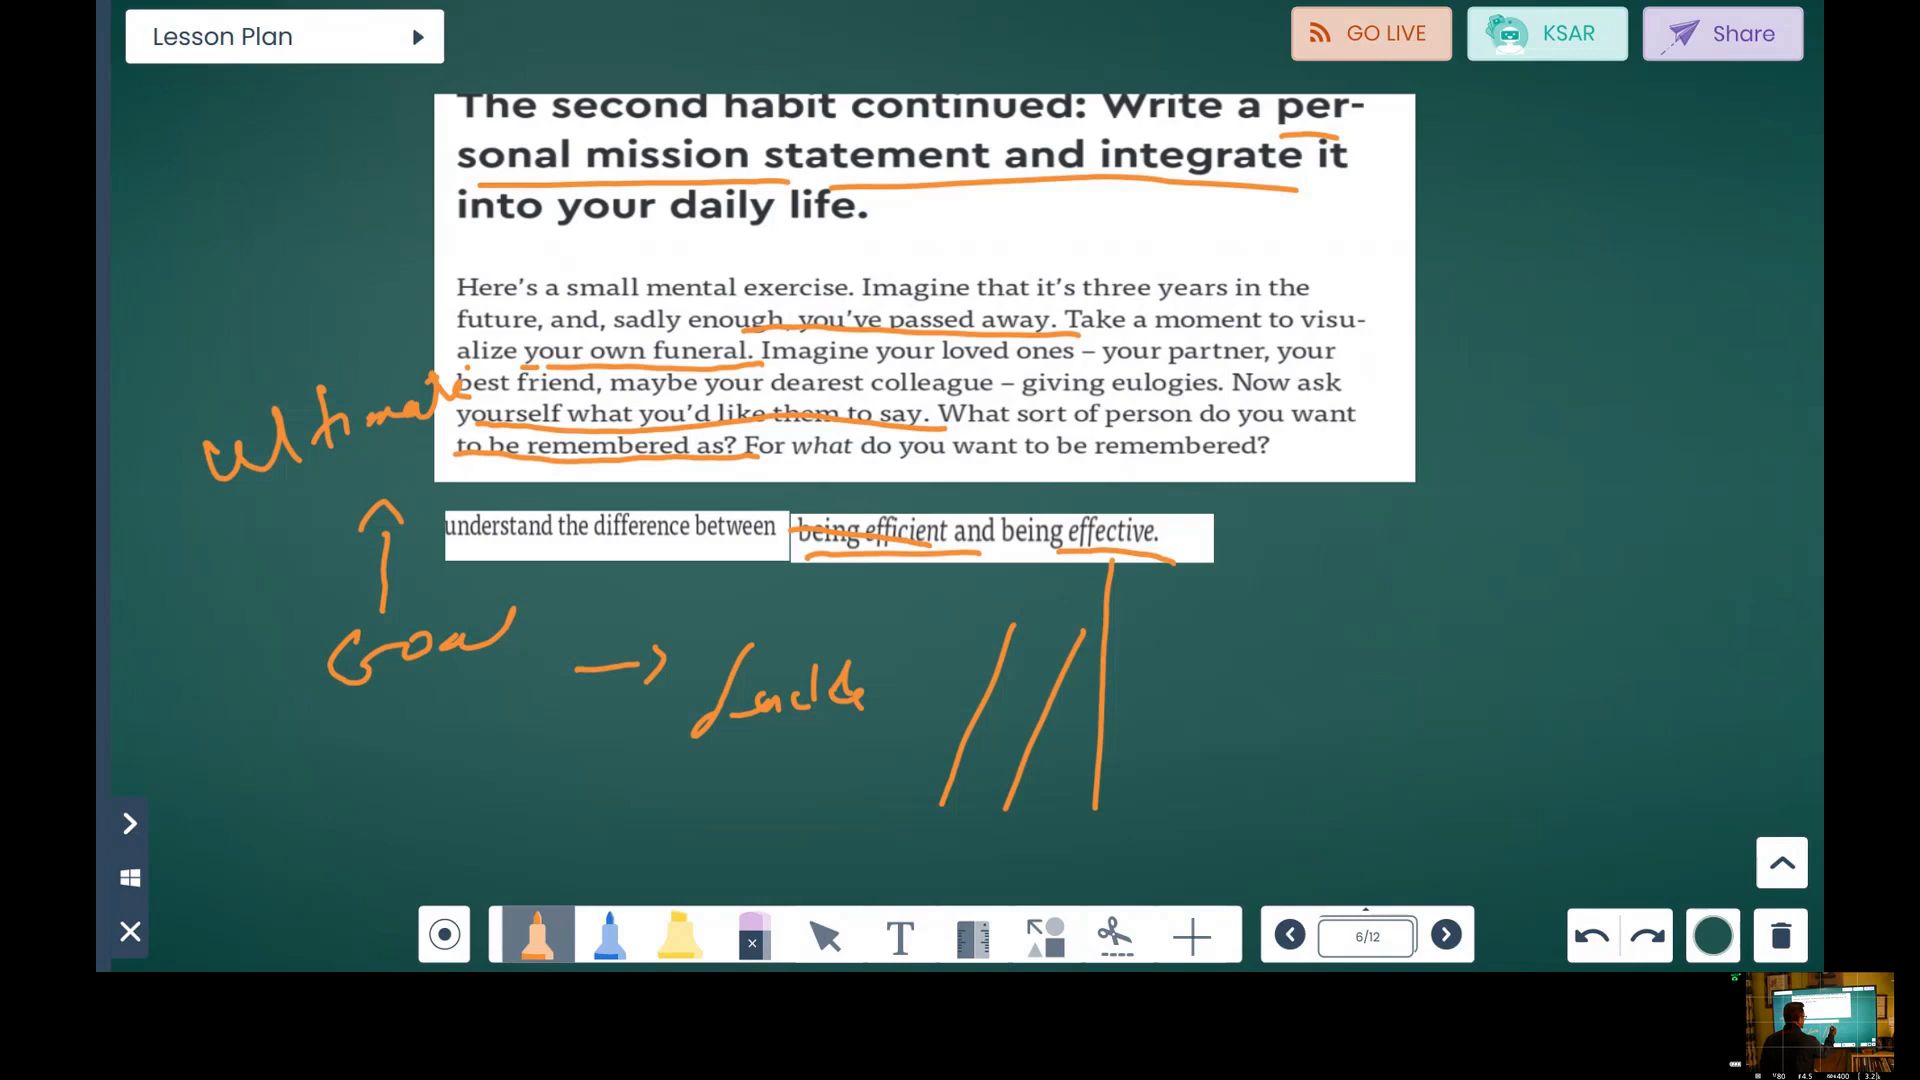 Lesson Plan
GO LIVE
KSAR
Share
The second habit continued: Write a per-
sonal mission statement and integrate it
into your daily life.
Here's a small mental exercise. Imagine that it's three years in the
future, and, sadly enough, you've passed away. Take a moment to visu-
alize your own funeral. Imagine your loved ones – your partner, your
best friend, maybe your dearest colleague – giving eulogies. Now ask
yourself what you'd like them to say. What sort of person do you want
to be remembered as? For what do you want to be remembered?
Ultimate
understand the difference between being efficient and being effective.
Goal
T
6/12